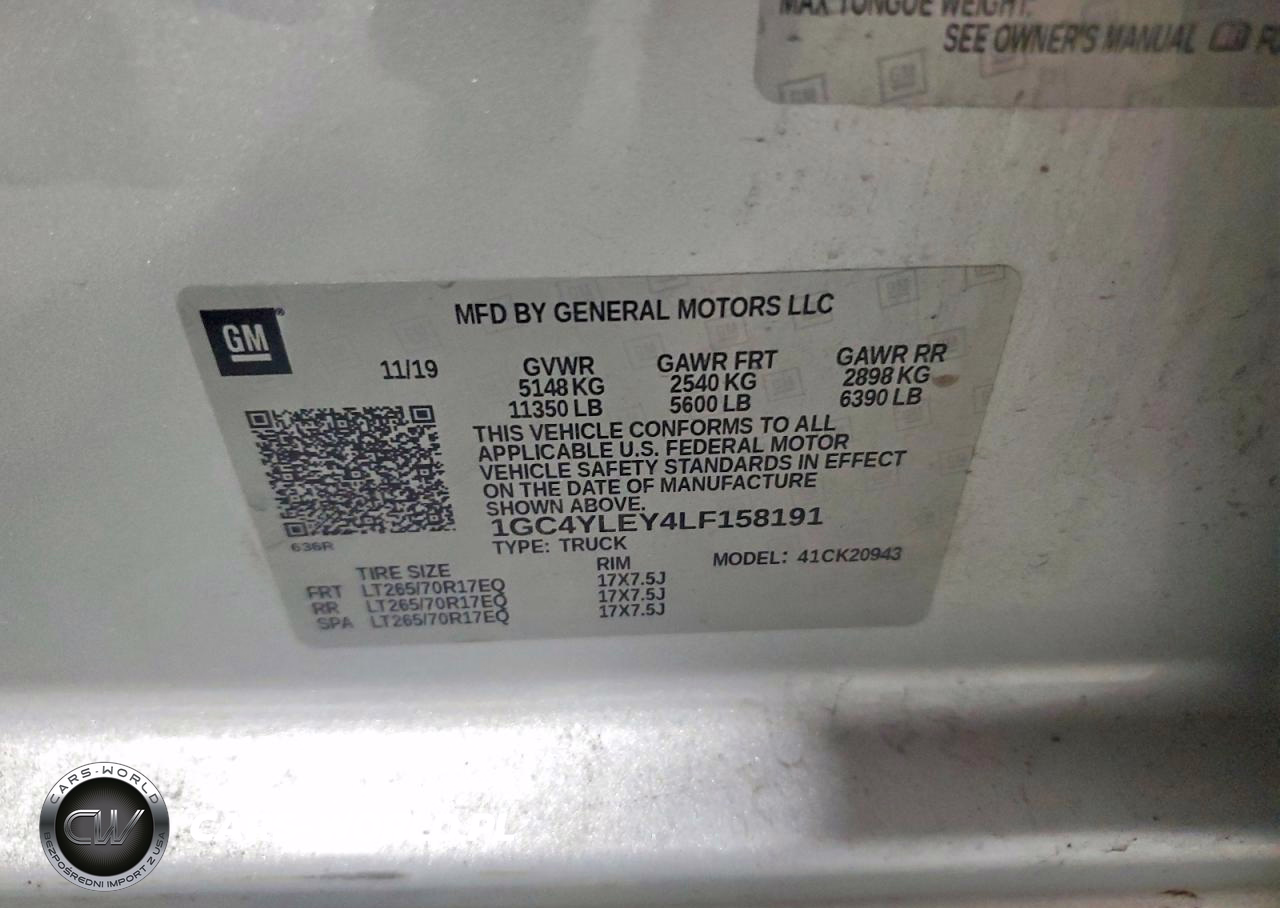 MAX TONGUE WEIGHT:
SEE OWNER'S MANUAL
GM
MFD BY GENERAL MOTORS LLC
11/19
GVWR GAWR FRT GAWR RR
5148 KG 2540 KG 2898 KG
11350 LB 5600 LB 6390 LB
THIS VEHICLE CONFORMS TO ALL
APPLICABLE U.S. FEDERAL MOTOR
VEHICLE SAFETY STANDARDS IN EFFECT
ON THE DATE OF MANUFACTURE
SHOWN ABOVE.
1GC4YLEY4LF158191
636R
TYPE: TRUCK
MODEL: 41CK20943
TIRE SIZE RIM
FRT LT265/70R17EQ 17X7.5J
RR LT265/70R17EQ 17X7.5J
SPA LT265/70R17EQ 17X7.5J
CARS-WORLD
CW
BEZPOŚREDNI IMPORT Z USA